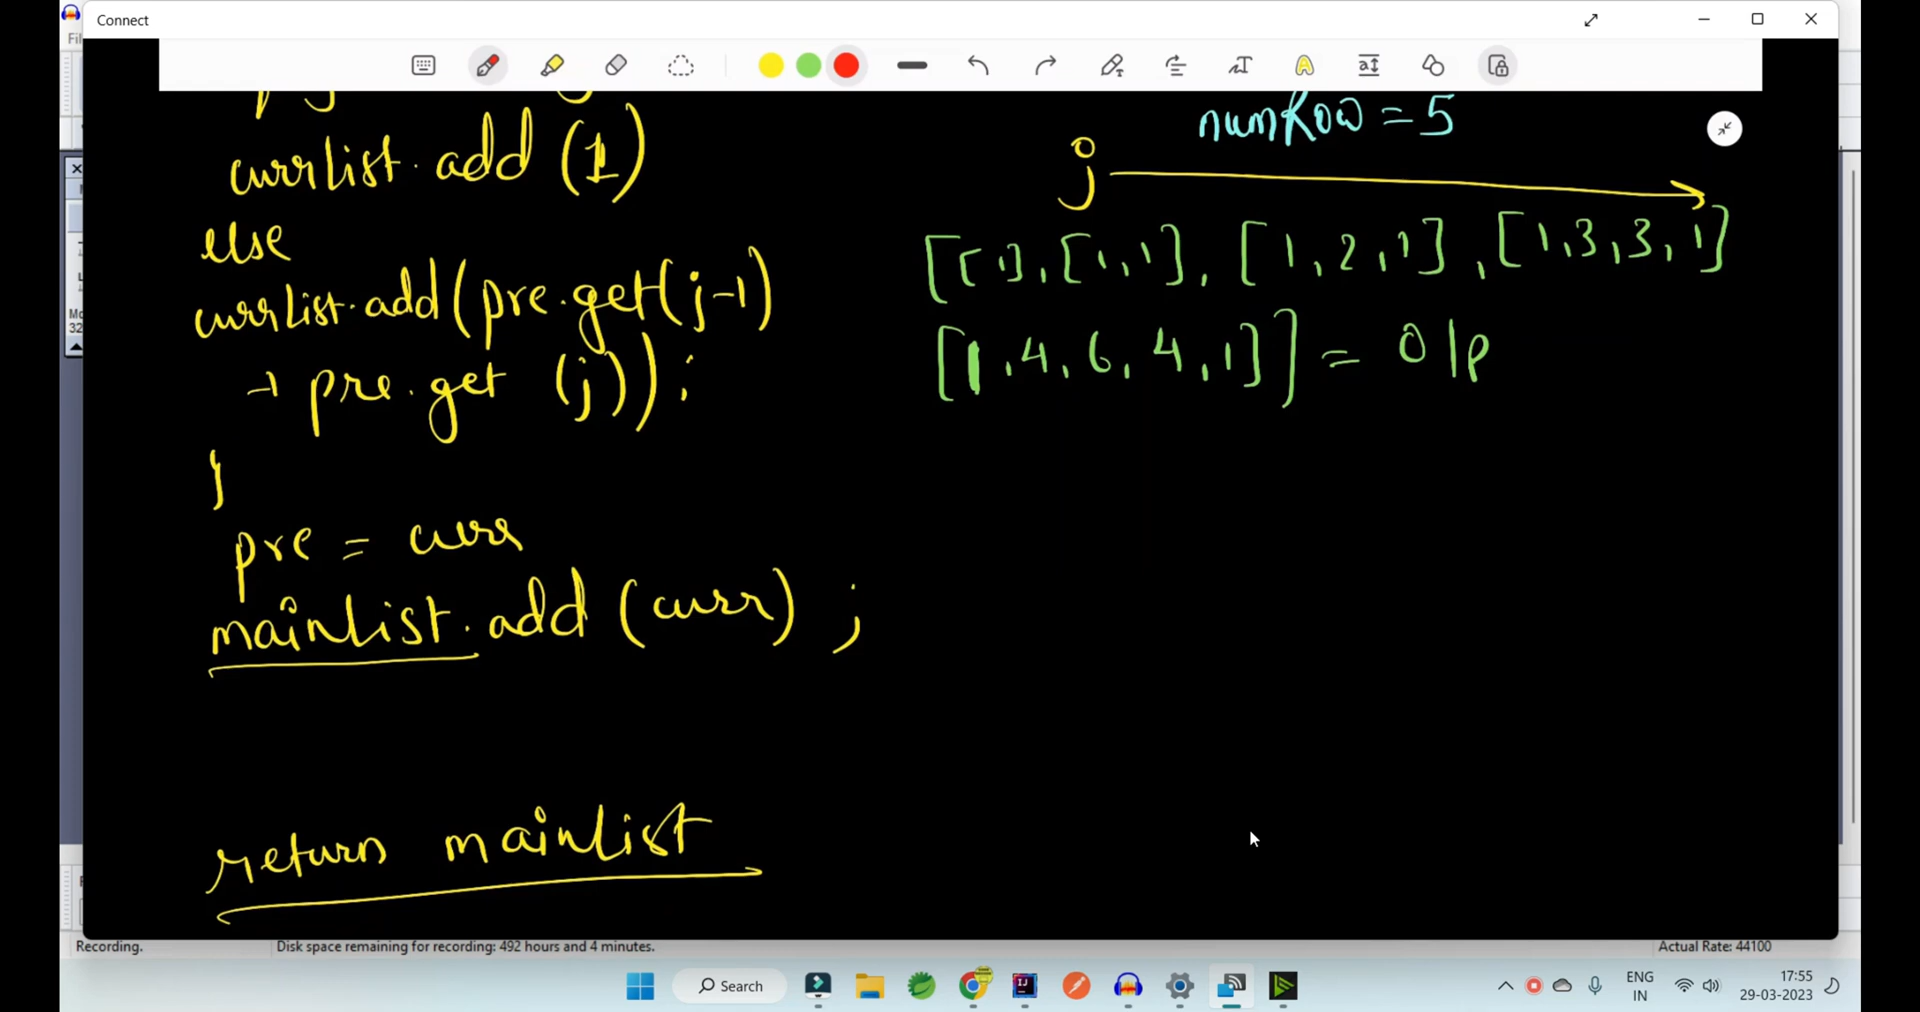 Connect
currlist.add (1)
else
currlist.add(pre.get(j-1)
→ pre.get (j));
}
pre = curr
mainlist.add (curr) ;
return mainlist
numRow = 5
j
[[1], [1,1], [1,2,1], [1,3,3,1]
[1,4,6,4,1]] = O|p
Recording.
Disk space remaining for recording: 492 hours and 4 minutes.
Actual Rate: 44100
Search
ENG
IN
17:55
29-03-2023